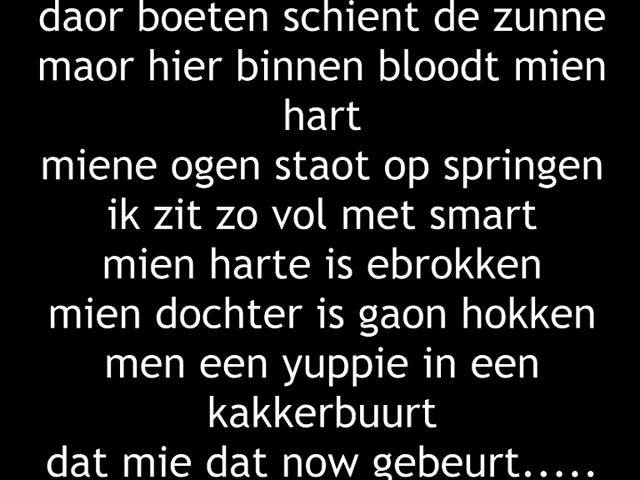 daor boeten schient de zunne
maor hier binnen bloodt mien
hart
miene ogen staot op springen
ik zit zo vol met smart
mien harte is ebrokken
mien dochter is gaon hokken
men een yuppie in een
kakkerbuurt
dat mie dat now gebeurt.....